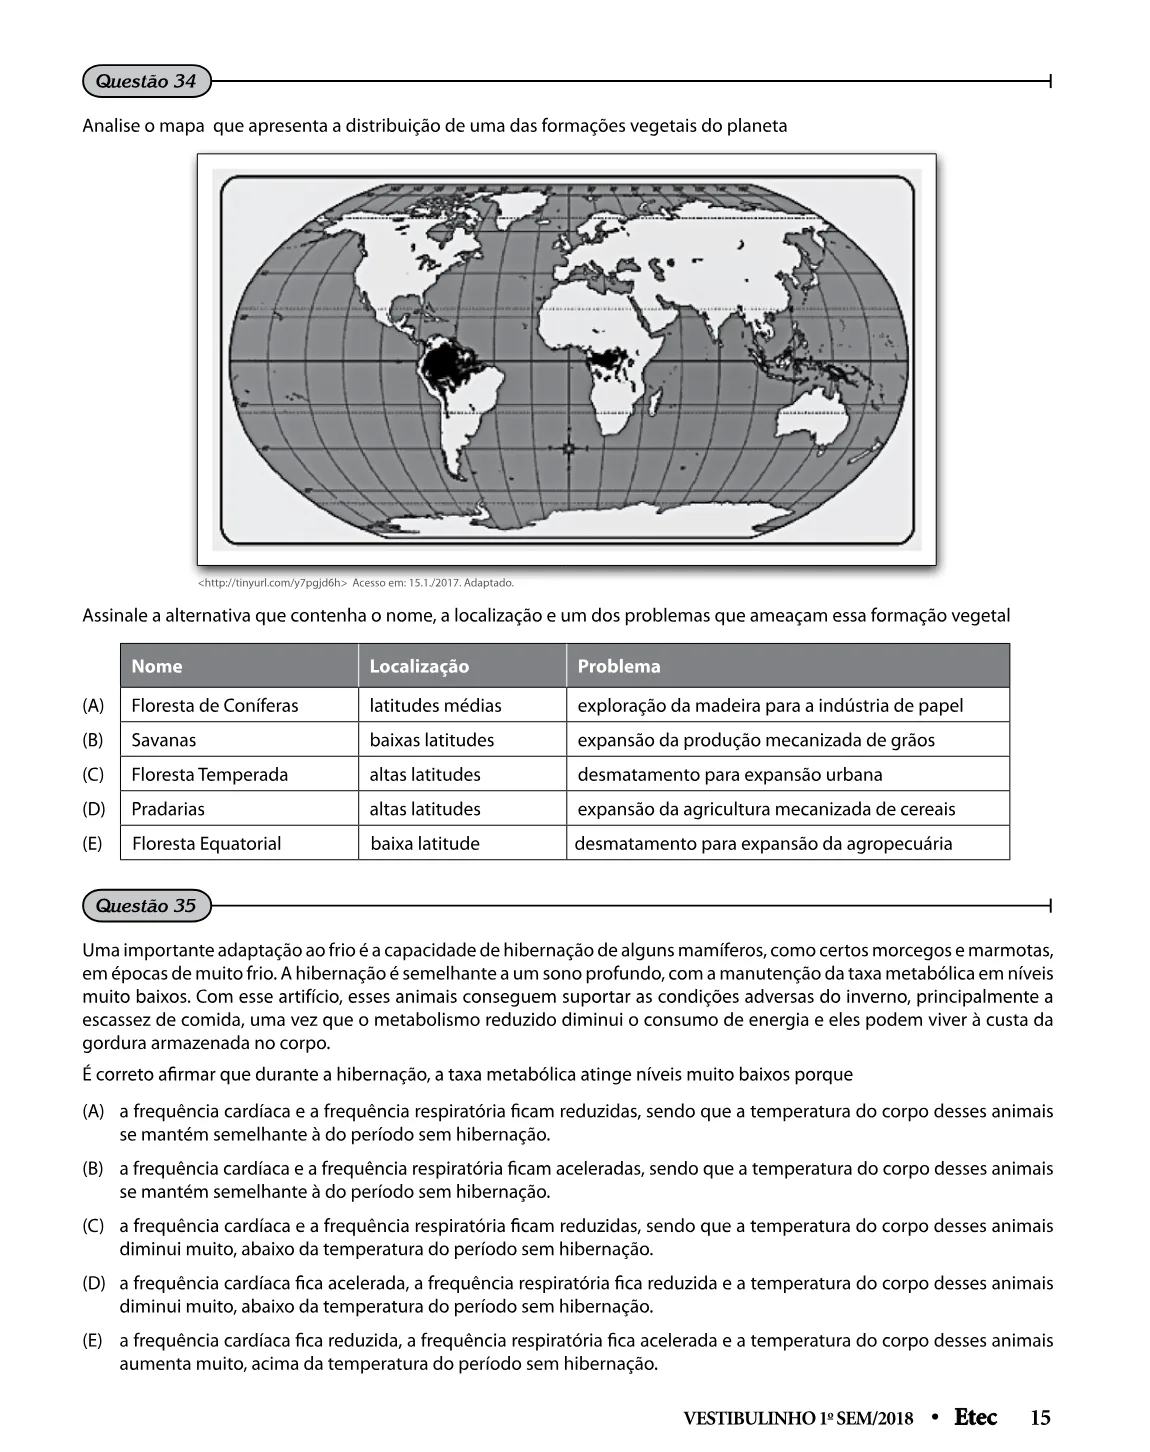 Questão 34
Analise o mapa que apresenta a distribuição de uma das formações vegetais do planeta
<http://tinyurl.com/y7pgjd6h> Acesso em: 15.1./2017. Adaptado.
Assinale a alternativa que contenha o nome, a localização e um dos problemas que ameaçam essa formação vegetal
Nome Localização Problema
(A) Floresta de Coníferas latitudes médias exploração da madeira para a indústria de papel
(B) Savanas baixas latitudes expansão da produção mecanizada de grãos
(C) Floresta Temperada altas latitudes desmatamento para expansão urbana
(D) Pradarias altas latitudes expansão da agricultura mecanizada de cereais
(E) Floresta Equatorial baixa latitude desmatamento para expansão da agropecuária
Questão 35
Uma importante adaptação ao frio é a capacidade de hibernação de alguns mamíferos, como certos morcegos e marmotas,
em épocas de muito frio. A hibernação é semelhante a um sono profundo, com a manutenção da taxa metabólica em níveis
muito baixos. Com esse artifício, esses animais conseguem suportar as condições adversas do inverno, principalmente a
escassez de comida, uma vez que o metabolismo reduzido diminui o consumo de energia e eles podem viver à custa da
gordura armazenada no corpo.
É correto afirmar que durante a hibernação, a taxa metabólica atinge níveis muito baixos porque
(A) a frequência cardíaca e a frequência respiratória ficam reduzidas, sendo que a temperatura do corpo desses animais
se mantém semelhante à do período sem hibernação.
(B) a frequência cardíaca e a frequência respiratória ficam aceleradas, sendo que a temperatura do corpo desses animais
se mantém semelhante à do período sem hibernação.
(C) a frequência cardíaca e a frequência respiratória ficam reduzidas, sendo que a temperatura do corpo desses animais
diminui muito, abaixo da temperatura do período sem hibernação.
(D) a frequência cardíaca fica acelerada, a frequência respiratória fica reduzida e a temperatura do corpo desses animais
diminui muito, abaixo da temperatura do período sem hibernação.
(E) a frequência cardíaca fica reduzida, a frequência respiratória fica acelerada e a temperatura do corpo desses animais
aumenta muito, acima da temperatura do período sem hibernação.
VESTIBULINHO 1º SEM/2018 • Etec 15